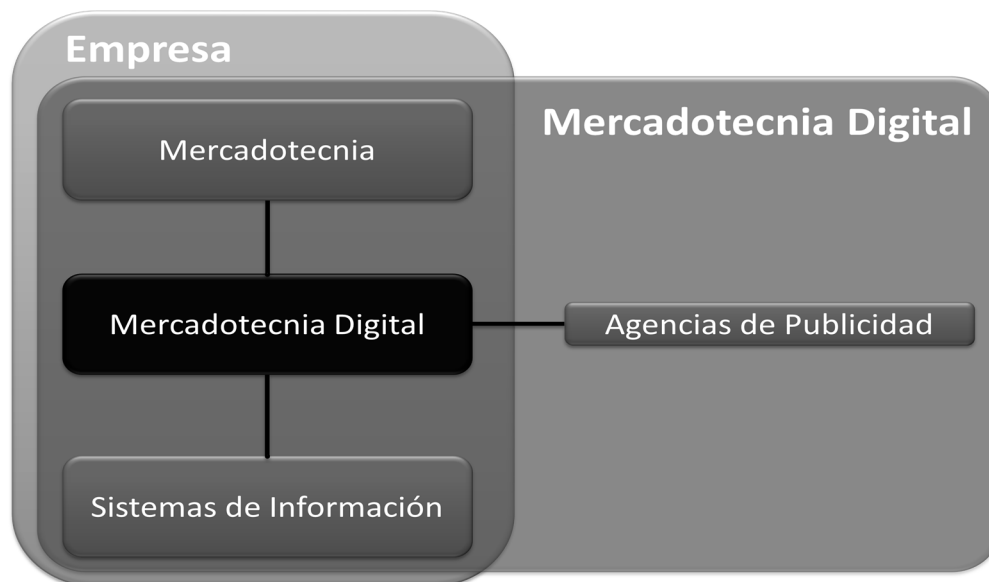 Empresa
Mercadotecnia Digital
Mercadotecnia
Mercadotecnia Digital
Agencias de Publicidad
Sistemas de Información